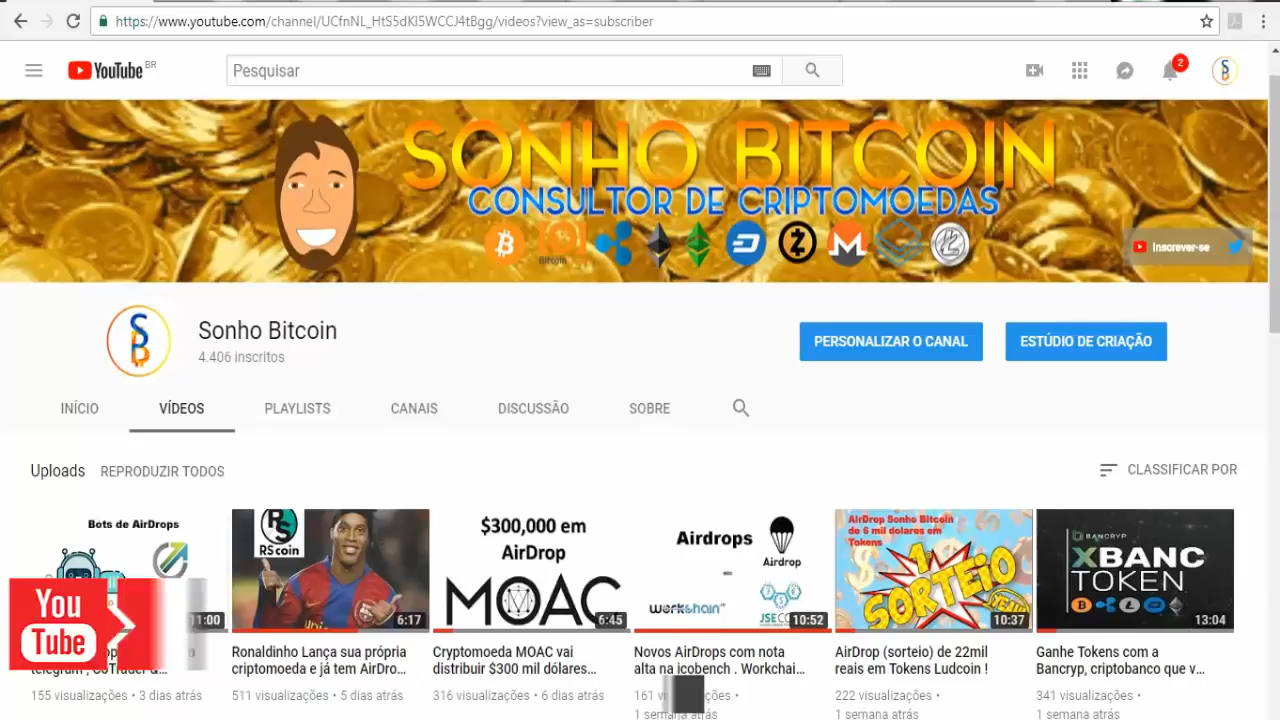 https://www.youtube.com/channel/UCfnNL_HtS5dKl5WCCJ4tBgg/videos?view_as=subscriber
YouTube BR
Pesquisar
2
SONHO BITCOIN
CONSULTOR DE CRIPTOMOEDAS
Bitcoin
Inscrever-se
Sonho Bitcoin
4.406 inscritos
PERSONALIZAR O CANAL
ESTÚDIO DE CRIAÇÃO
INÍCIO VÍDEOS PLAYLISTS CANAIS DISCUSSÃO SOBRE
Uploads REPRODUZIR TODOS
CLASSIFICAR POR
Bots de AirDrops
11:00
RS
RScoin
6:17
$300,000 em
AirDrop
MOAC
6:45
Airdrops
Airdrop
workchain
10:52
AirDrop Sonho Bitcoin
de 6 mil dolares em
Tokens
1º
SORTEIO
10:37
BANCRYP
XBANC
TOKEN
13:04
You
Tube
155 visualizações • 3 dias atrás
Ronaldinho Lança sua própria
criptomoeda e já tem AirDro...
511 visualizações • 5 dias atrás
Cryptomoeda MOAC vai
distribuir $300 mil dólares...
316 visualizações • 6 dias atrás
Novos AirDrops com nota
alta na icobench . Workchai...
161
1 semana atrás
AirDrop (sorteio) de 22mil
reais em Tokens Ludcoin !
222 visualizações •
1 semana atrás
Ganhe Tokens com a
Bancryp, criptobanco que v...
341 visualizações •
1 semana atrás